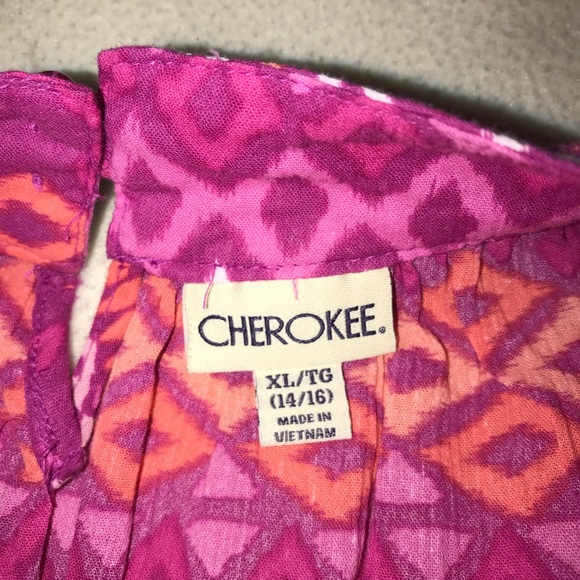 CHEROKEE®
XL/TG
(14/16)
MADE IN
VIETNAM